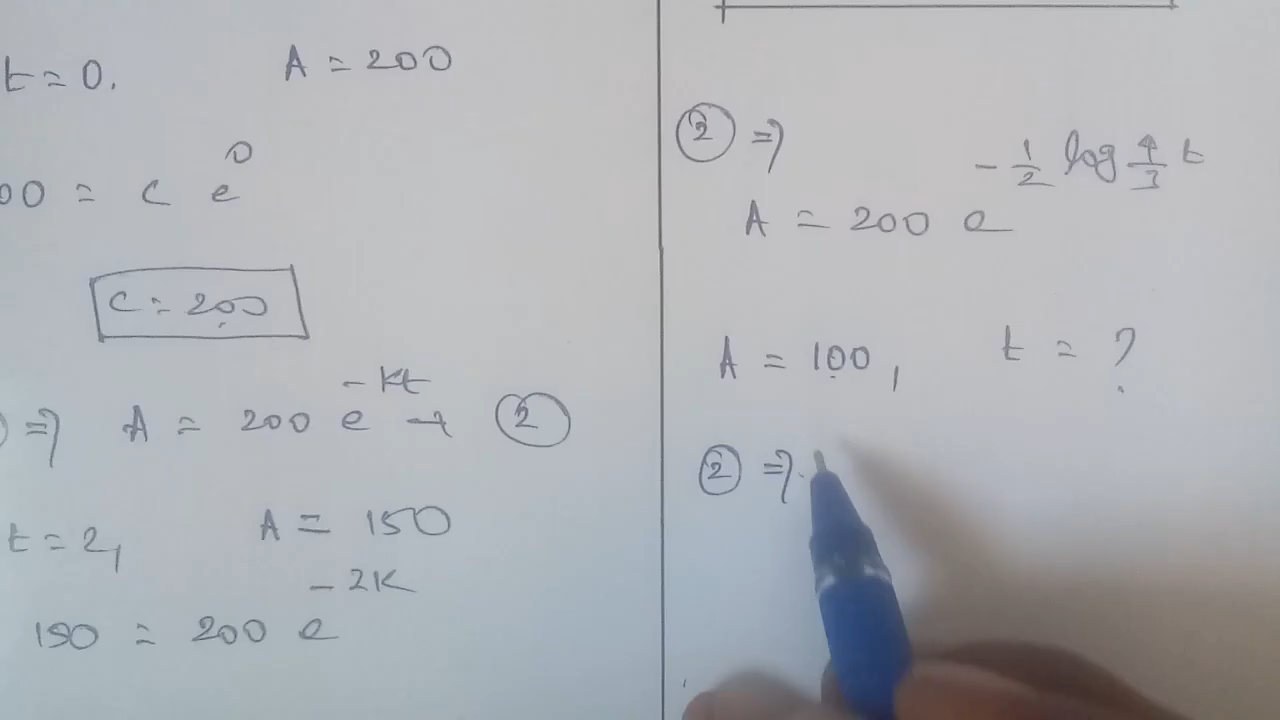 t = 0. A = 200
00 = C e^0
C = 200
⇒ A = 200 e^-Kt → ②
t = 2, A = 150
150 = 200 e^-2K
② ⇒
A = 200 e^-1/2 log 4/3 t
A = 100, t = ?
② ⇒